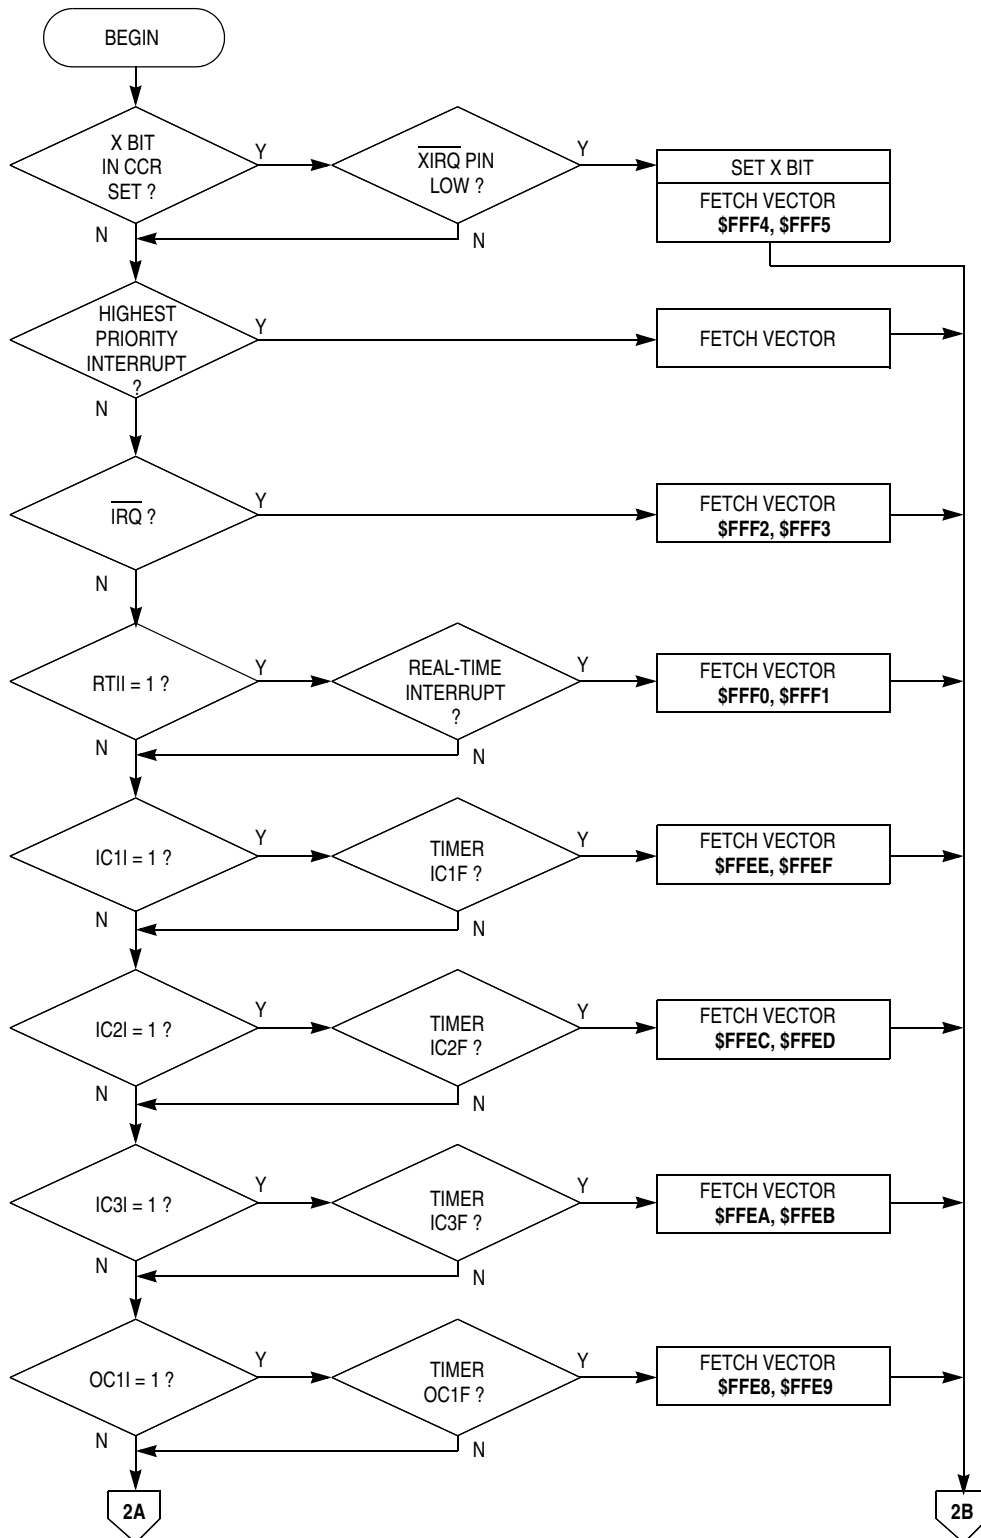 BEGIN
X BIT
IN CCR
SET ?
Y
XIRQ PIN
LOW ?
Y
SET X BIT
FETCH VECTOR
$FFF4, $FFF5
N
N
HIGHEST
PRIORITY
INTERRUPT
?
Y
FETCH VECTOR
N
IRQ ?
Y
FETCH VECTOR
$FFF2, $FFF3
N
RTII = 1 ?
Y
REAL-TIME
INTERRUPT
?
Y
FETCH VECTOR
$FFF0, $FFF1
N
N
IC1I = 1 ?
Y
TIMER
IC1F ?
Y
FETCH VECTOR
$FFEE, $FFEF
N
N
IC2I = 1 ?
Y
TIMER
IC2F ?
Y
FETCH VECTOR
$FFEC, $FFED
N
N
IC3I = 1 ?
Y
TIMER
IC3F ?
Y
FETCH VECTOR
$FFEA, $FFEB
N
N
OC1I = 1 ?
Y
TIMER
OC1F ?
Y
FETCH VECTOR
$FFE8, $FFE9
N
N
2A
2B